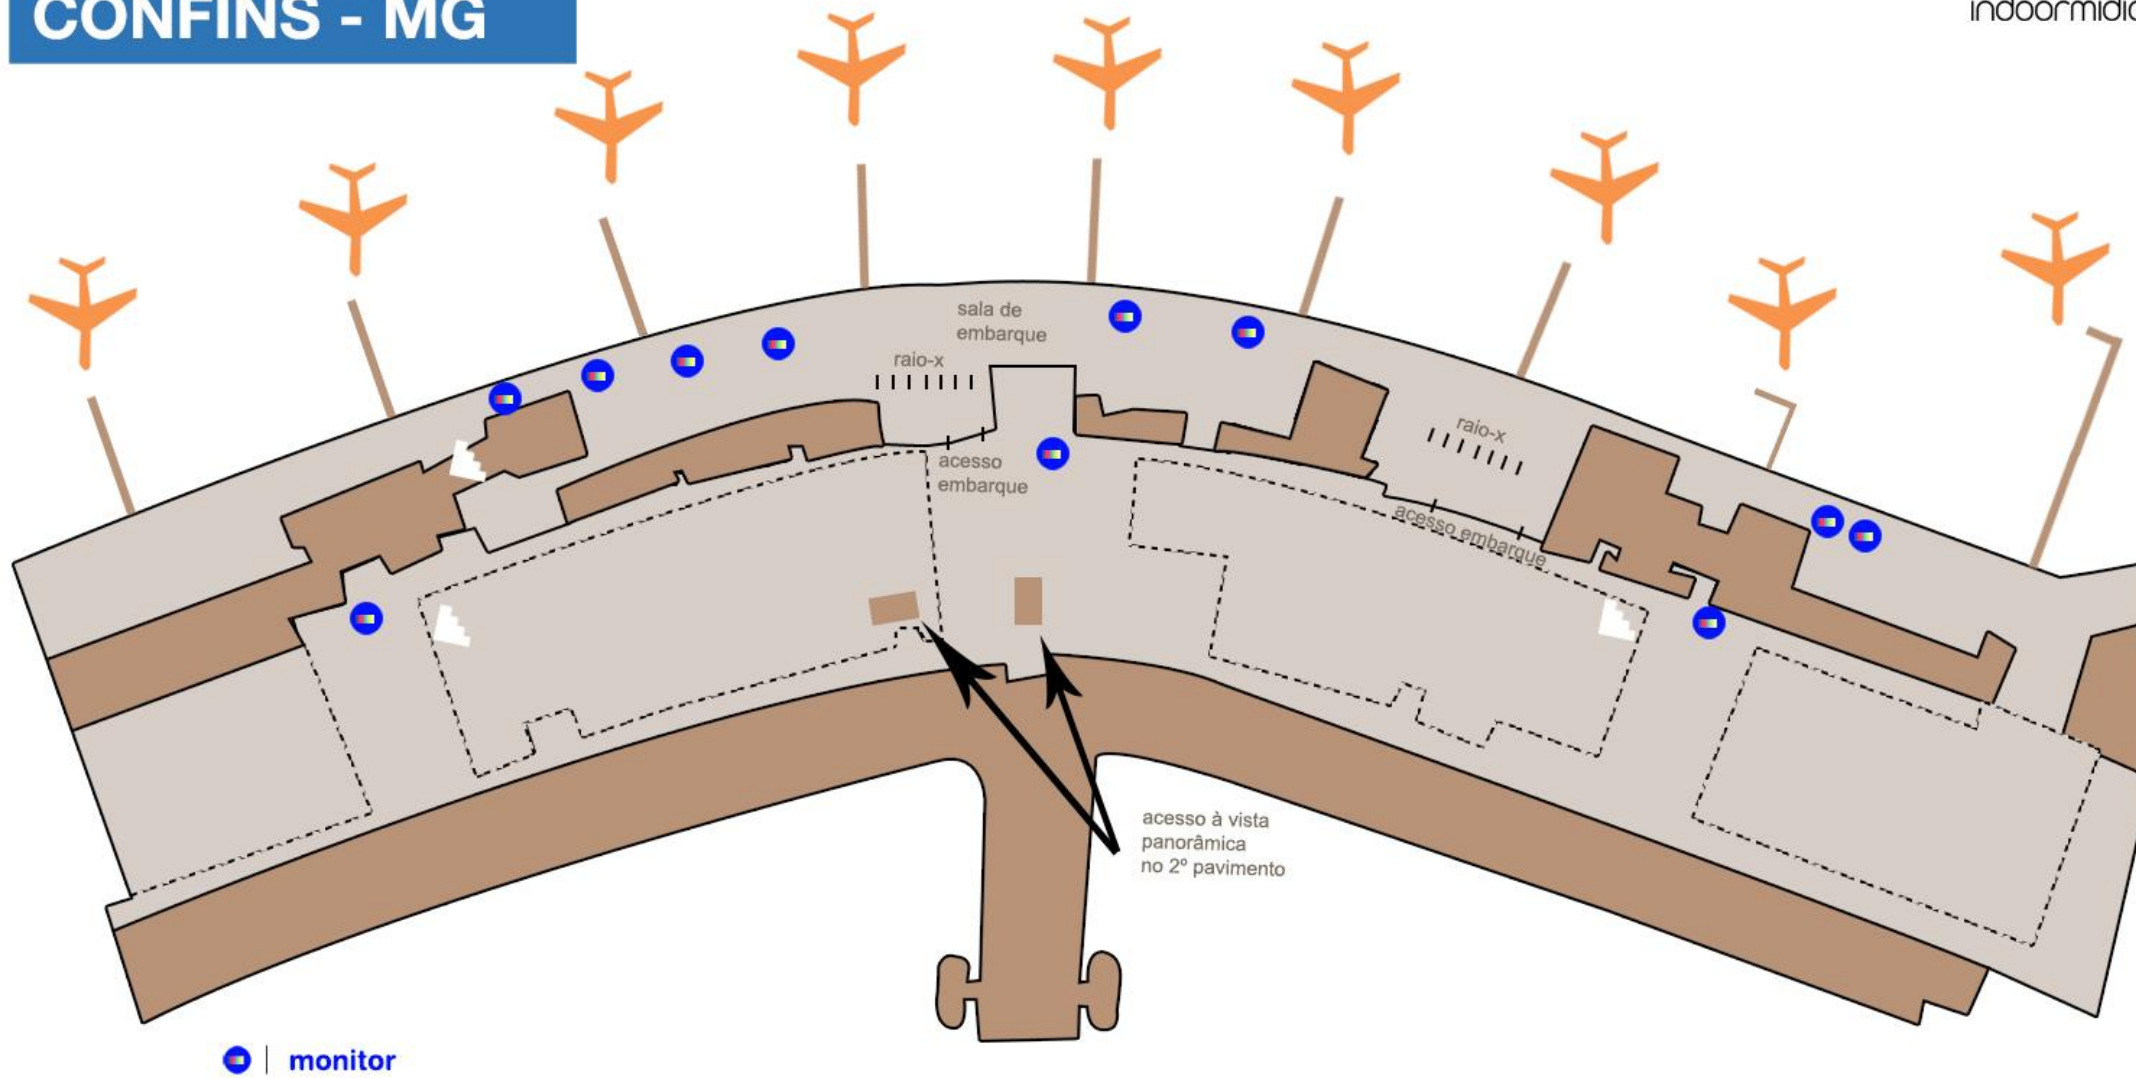 CONFINS - MG
indoormidia
sala de
embarque
raio-x
raio-x
acesso
embarque
acesso embarque
acesso à vista
panorâmica
no 2º pavimento
monitor